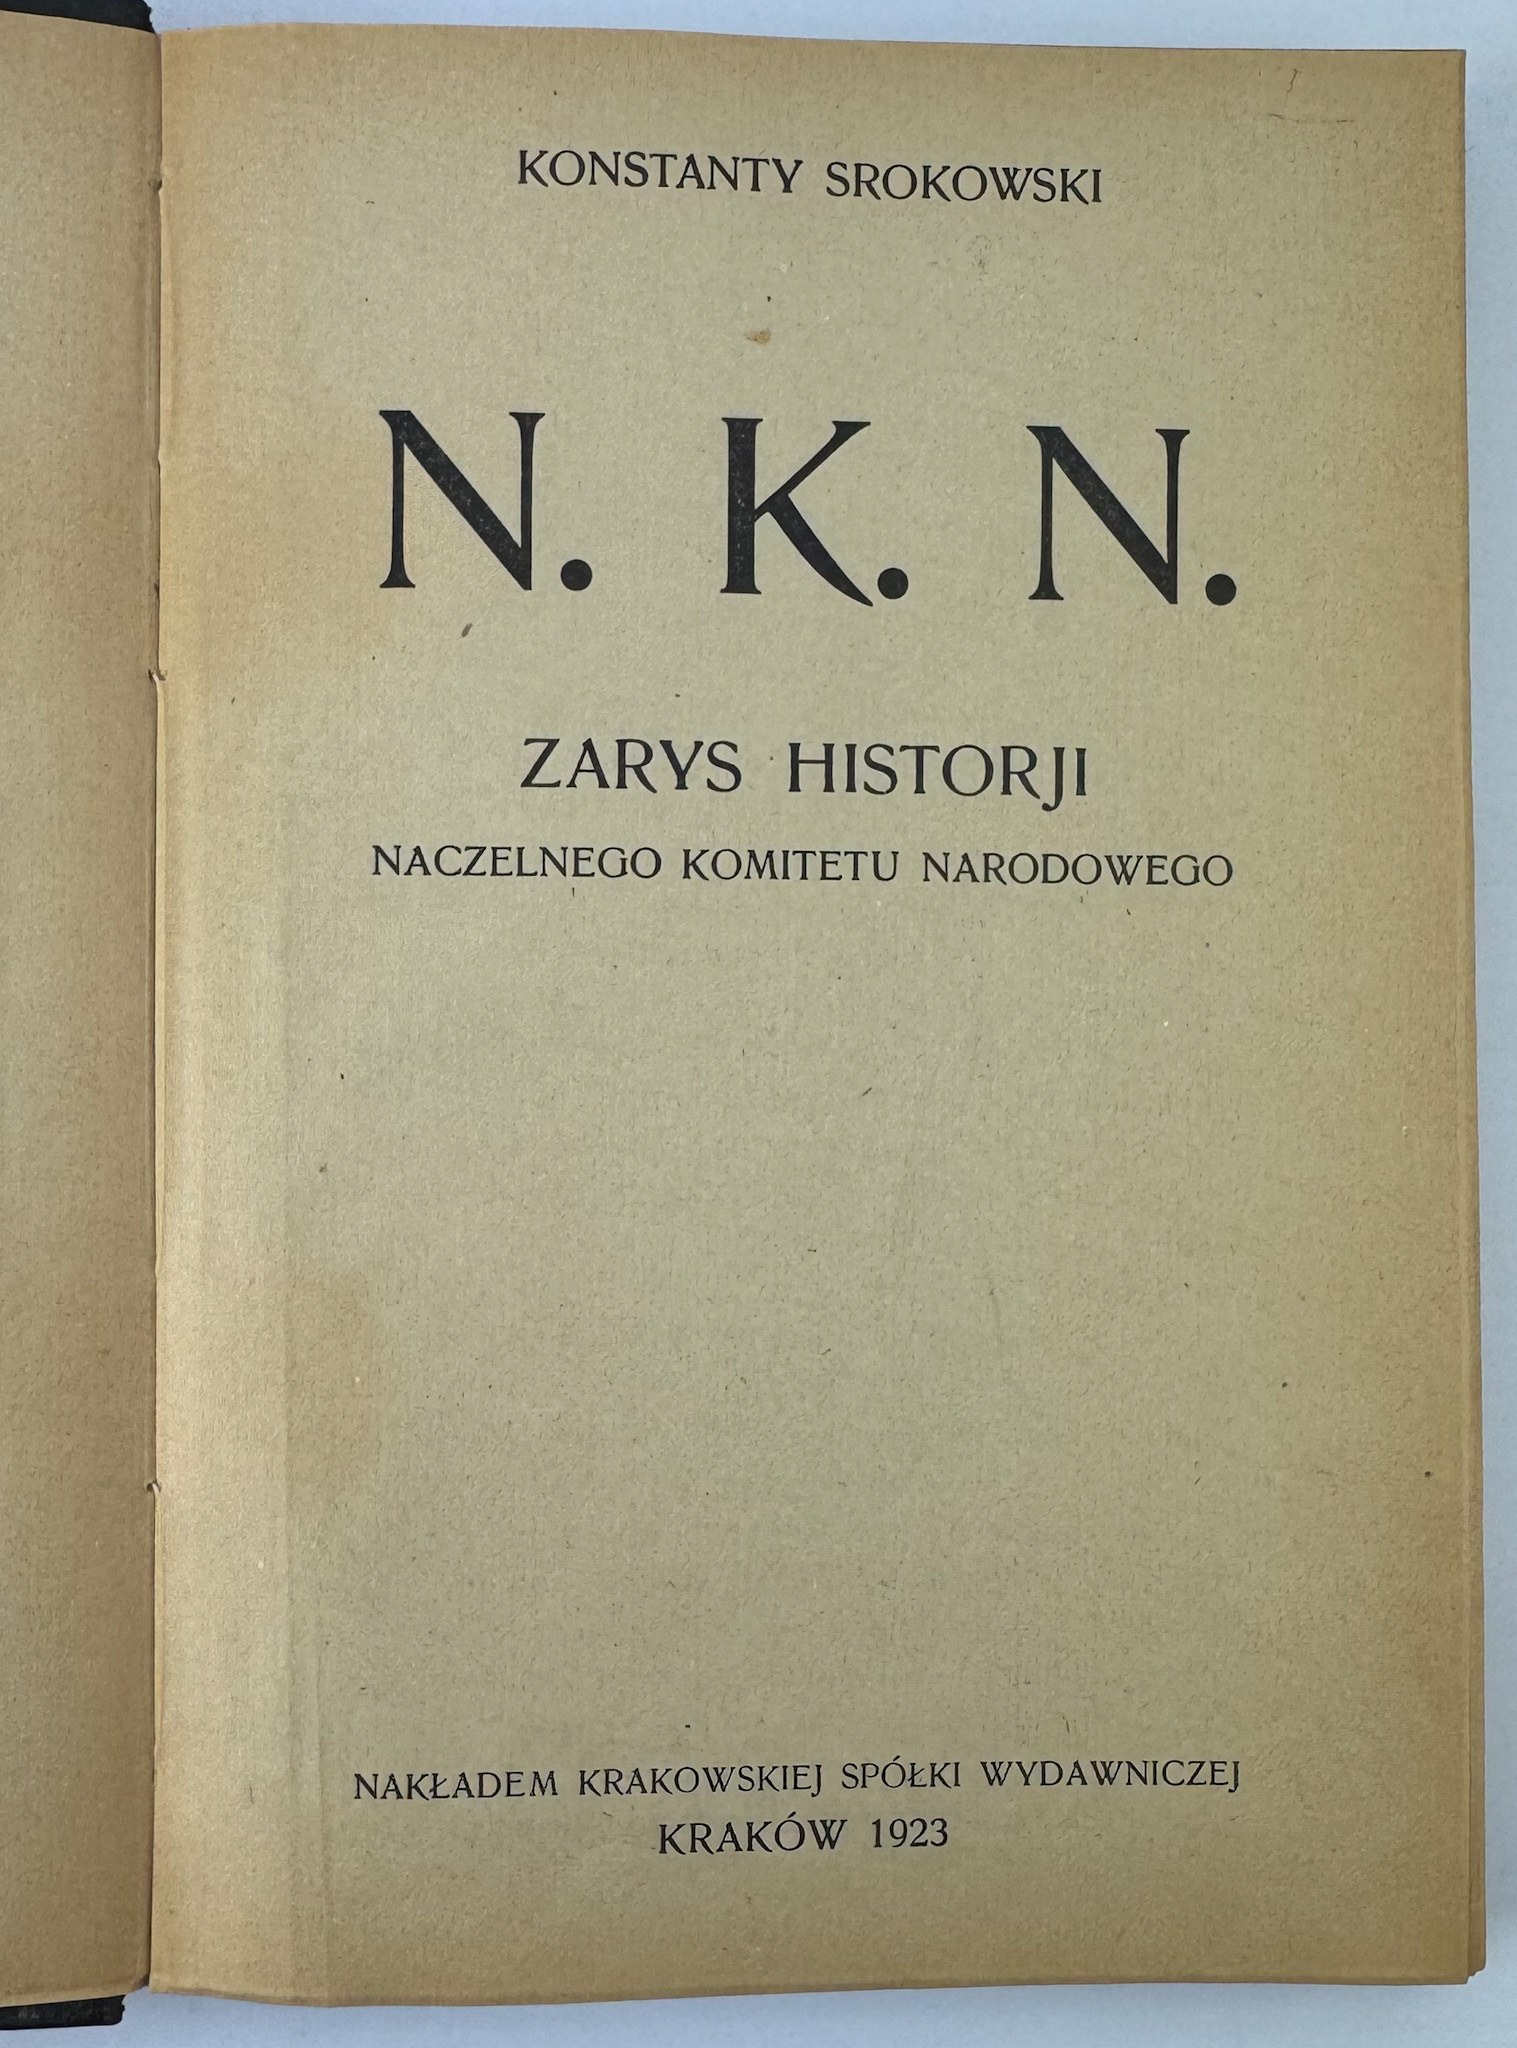 KONSTANTY SROKOWSKI
N. K. N.
ZARYS HISTORJI
NACZELNEGO KOMITETU NARODOWEGO
NAKŁADEM KRAKOWSKIEJ SPÓŁKI WYDAWNICZEJ
KRAKÓW 1923